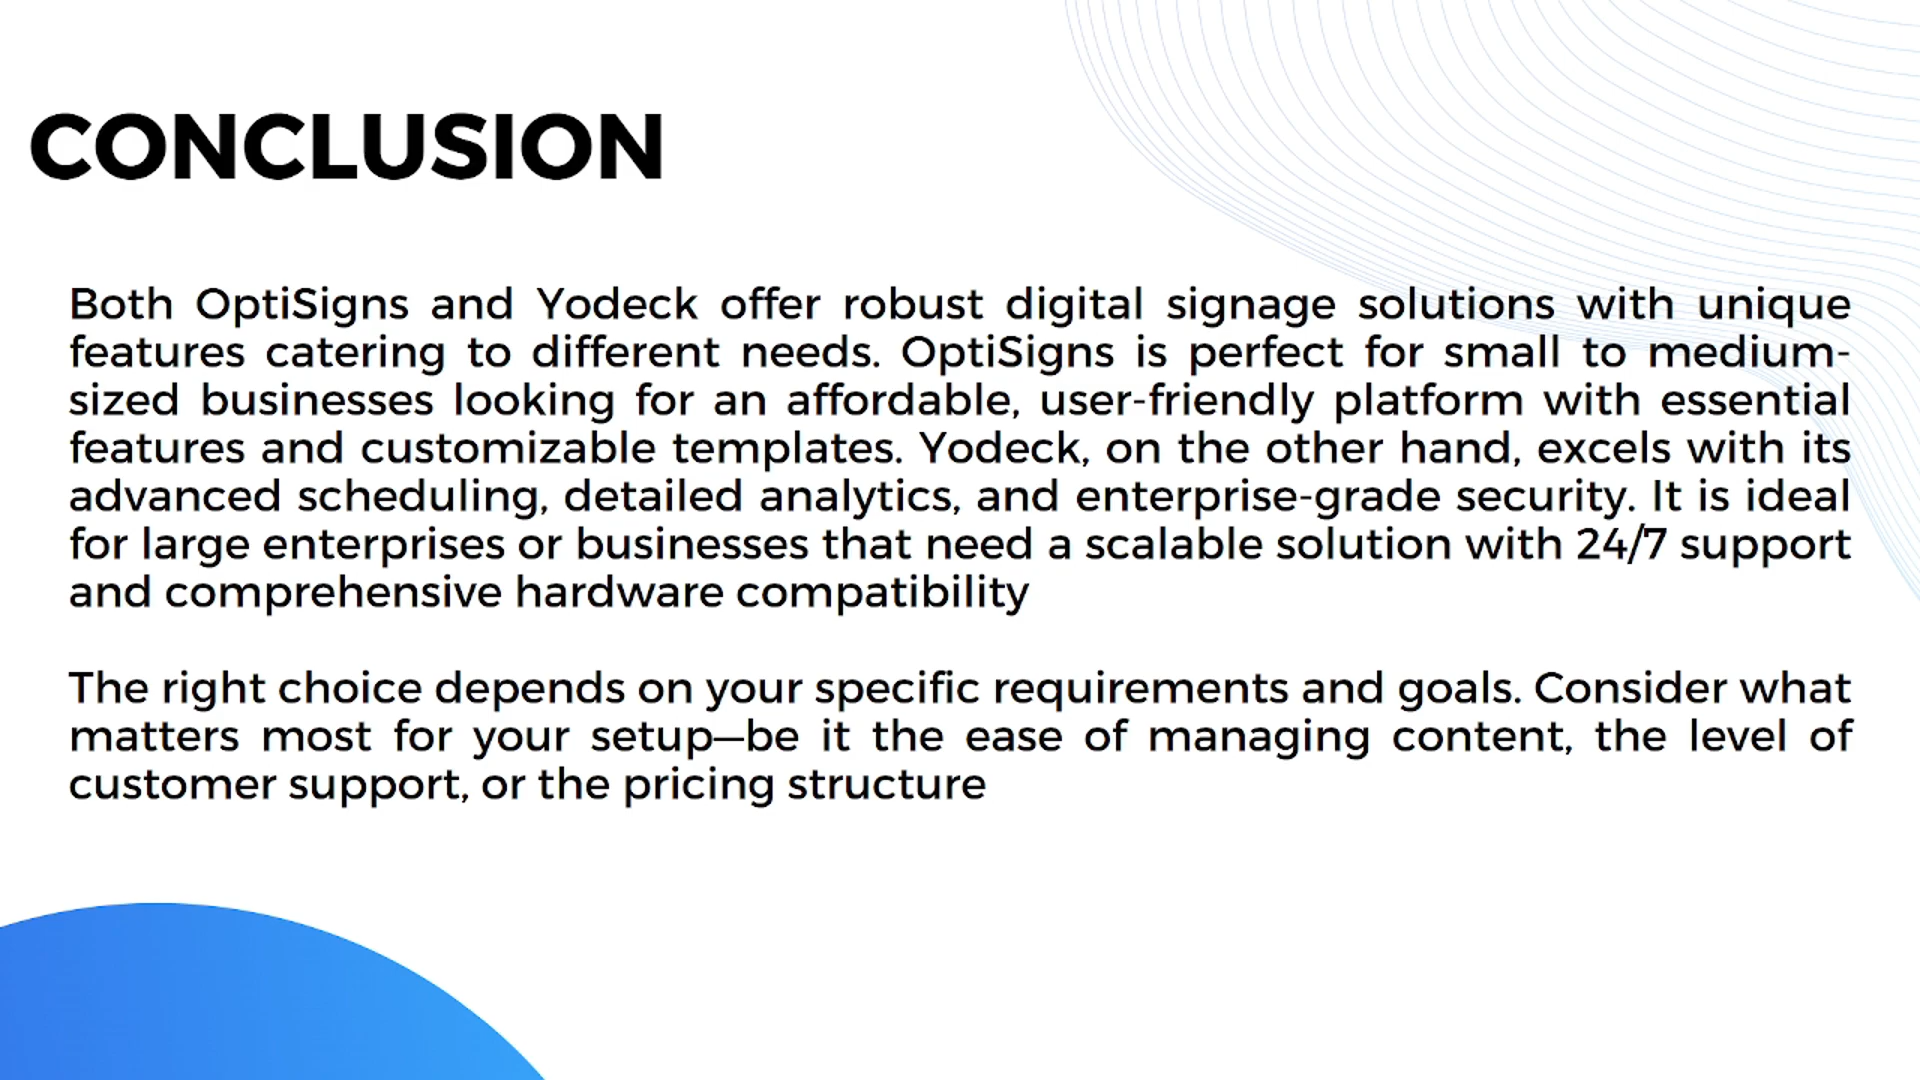 CONCLUSION
Both OptiSigns and Yodeck offer robust digital signage solutions with unique
features catering to different needs. OptiSigns is perfect for small to medium-
sized businesses looking for an affordable, user-friendly platform with essential
features and customizable templates. Yodeck, on the other hand, excels with its
advanced scheduling, detailed analytics, and enterprise-grade security. It is ideal
for large enterprises or businesses that need a scalable solution with 24/7 support
and comprehensive hardware compatibility
The right choice depends on your specific requirements and goals. Consider what
matters most for your setup—be it the ease of managing content, the level of
customer support, or the pricing structure